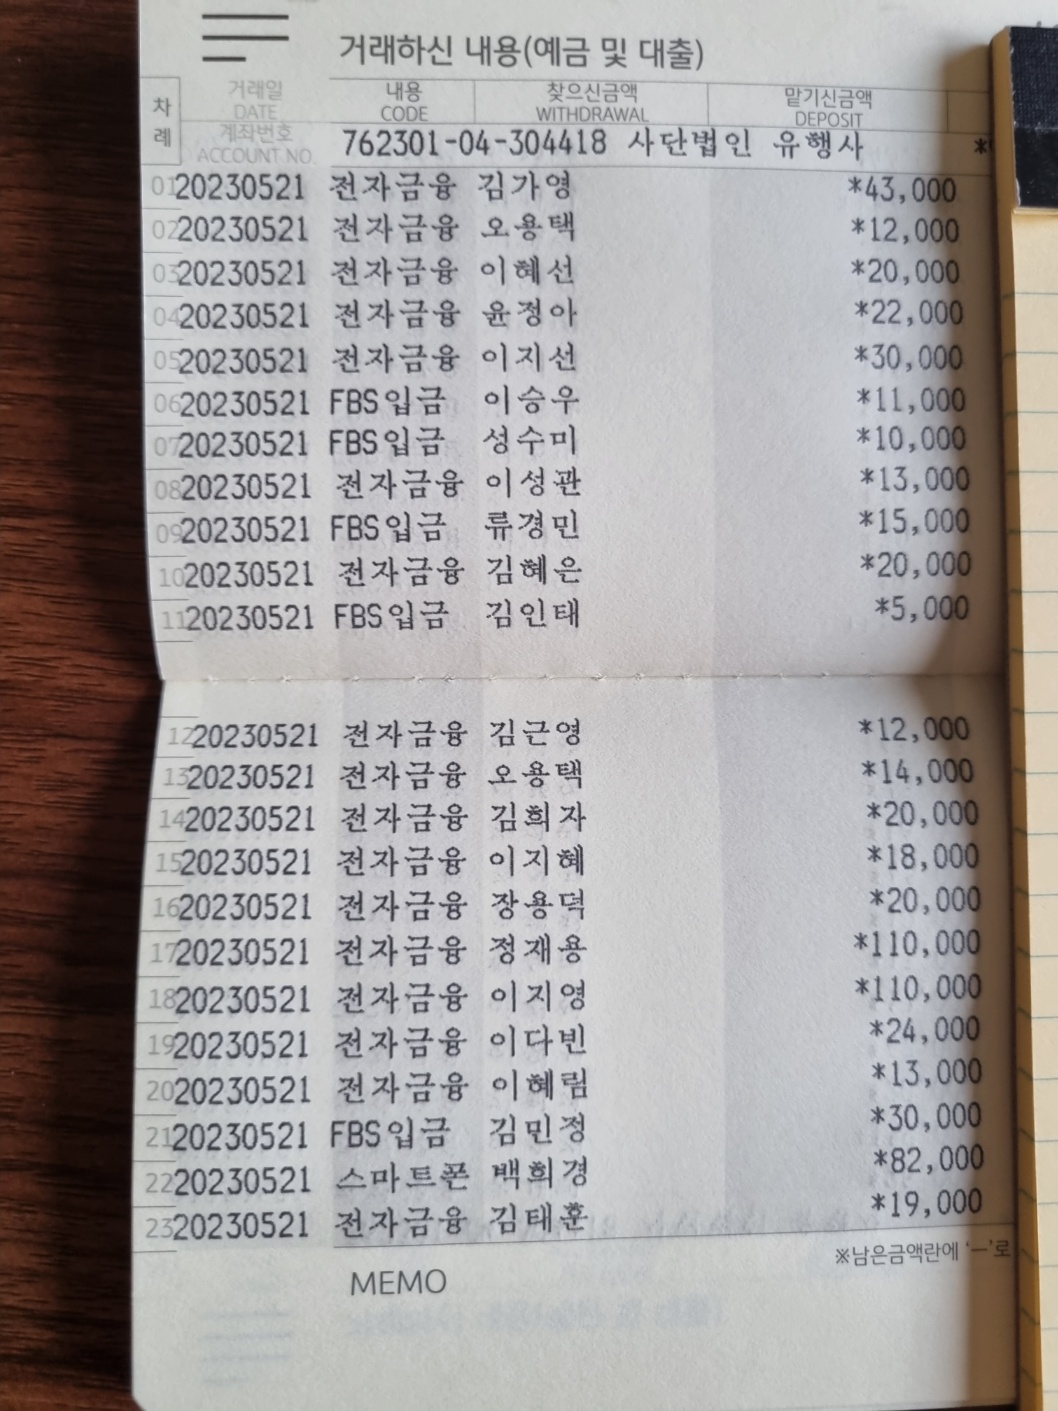 거래하신 내용(예금 및 대출)
차례 거래일 DATE 내용 CODE 찾으신금액 WITHDRAWAL 맡기신금액 DEPOSIT
계좌번호 ACCOUNT NO. 762301-04-304418 사단법인 유행사
01 20230521 전자금융 김가영 *43,000
02 20230521 전자금융 오용택 *12,000
03 20230521 전자금융 이혜선 *20,000
04 20230521 전자금융 윤정아 *22,000
05 20230521 전자금융 이지선 *30,000
06 20230521 FBS입금 이승우 *11,000
07 20230521 FBS입금 성수미 *10,000
08 20230521 전자금융 이성관 *13,000
09 20230521 FBS입금 류경민 *15,000
10 20230521 전자금융 김혜은 *20,000
11 20230521 FBS입금 김인태 *5,000
12 20230521 전자금융 김근영 *12,000
13 20230521 전자금융 오용택 *14,000
14 20230521 전자금융 김희자 *20,000
15 20230521 전자금융 이지혜 *18,000
16 20230521 전자금융 장용덕 *20,000
17 20230521 전자금융 정재용 *110,000
18 20230521 전자금융 이지영 *110,000
19 20230521 전자금융 이다빈 *24,000
20 20230521 전자금융 이혜림 *13,000
21 20230521 FBS입금 김민정 *30,000
22 20230521 스마트폰 백희경 *82,000
23 20230521 전자금융 김태훈 *19,000
※남은금액란에 '-'로
MEMO